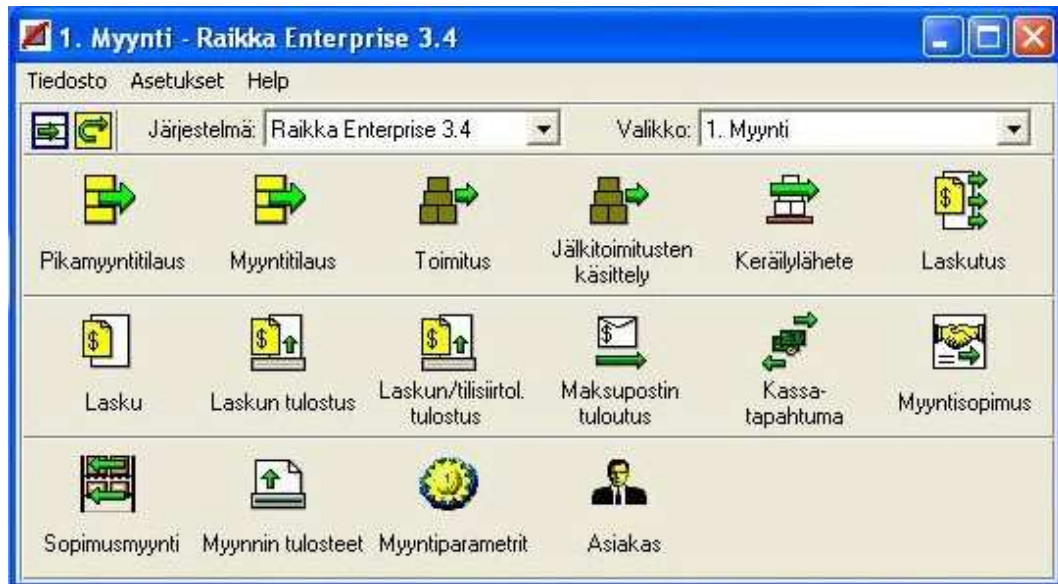 1. Myynti - Raikka Enterprise 3.4
Tiedosto Asetukset Help
Järjestelmä: Raikka Enterprise 3.4 Valikko: 1. Myynti
Pikamyyntitilaus Myyntitilaus Toimitus Jälkitoimitusten Keräilylähete Laskutus
käsittely
Lasku Laskun tulostus Laskun/tilisiirtol. Maksupostin Kassa- Myyntisopimus
tulostus tuloutus tapahtuma
Sopimusmyynti Myynnin tulosteet Myyntiparametrit Asiakas